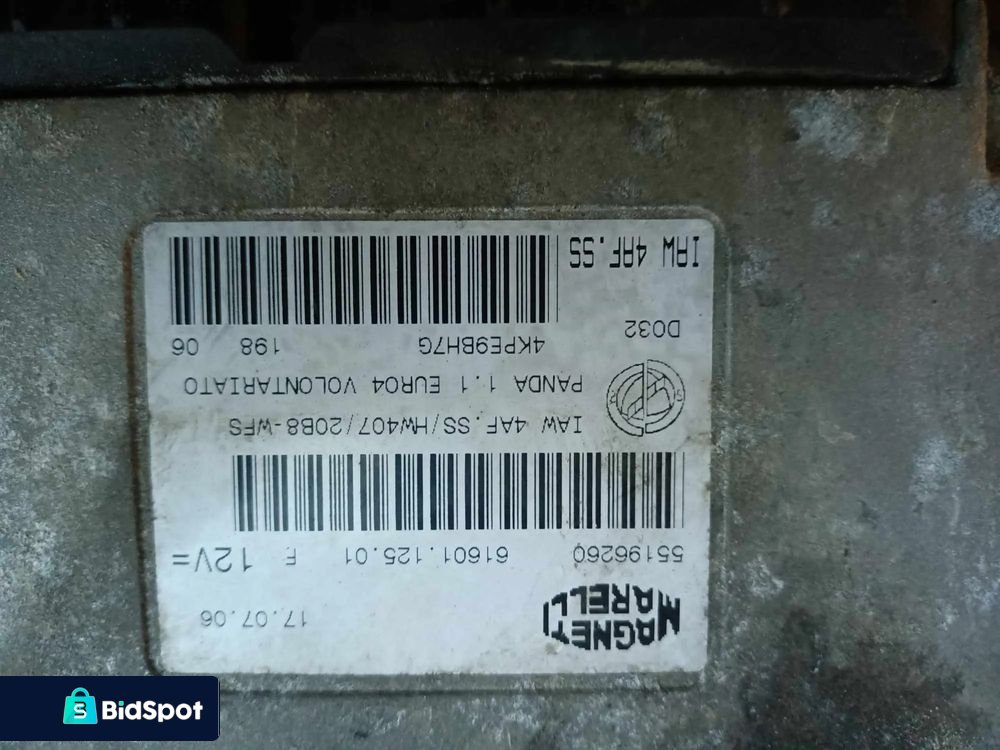 MAGNETI
MARELLI
17.07.06
55196260 61601.125.01 F. 12V=
IAW 4AF.SS/HW407/20B8-WFS
PANDA 1.1 EURO4 VOLONTARIATO
D032 4KPE9BH7G 198 06
IAW 4AF.SS
BidSpot